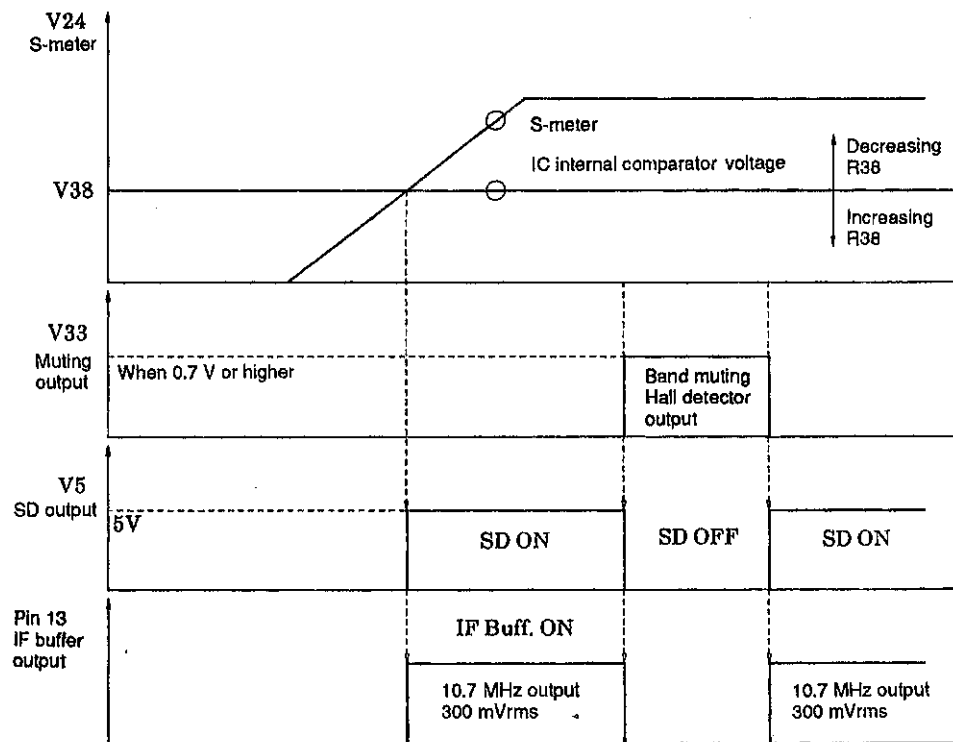 V24
S-meter
S-meter
IC internal comparator voltage
Decreasing
R38
V38
Increasing
R38
V33
Muting
output
When 0.7 V or higher
Band muting
Hall detector
output
V5
SD output
5V
SD ON
SD OFF
SD ON
Pin 13
IF buffer
output
IF Buff. ON
10.7 MHz output
300 mVrms
10.7 MHz output
300 mVrms